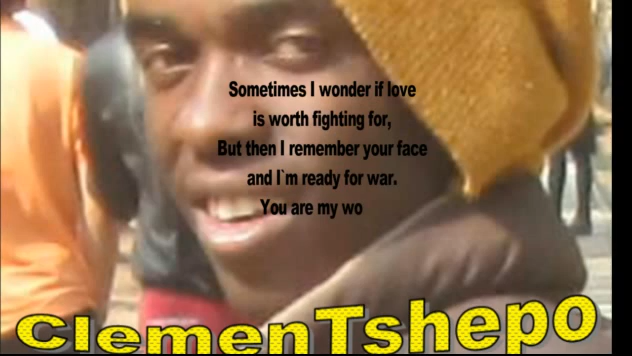 Sometimes I wonder if love
is worth fighting for,
But then I remember your face
and I`m ready for war.
You are my wo
ClemenTshepo